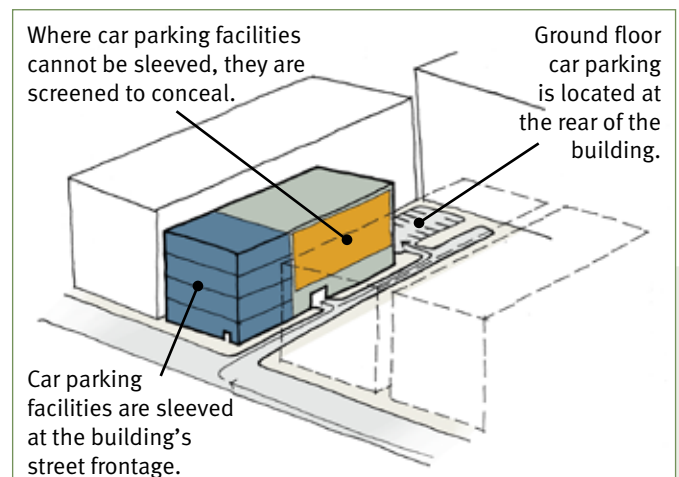 Where car parking facilities
cannot be sleeved, they are
screened to conceal.
Ground floor
car parking
is located at
the rear of the
building.
Car parking
facilities are sleeved
at the building’s
street frontage.